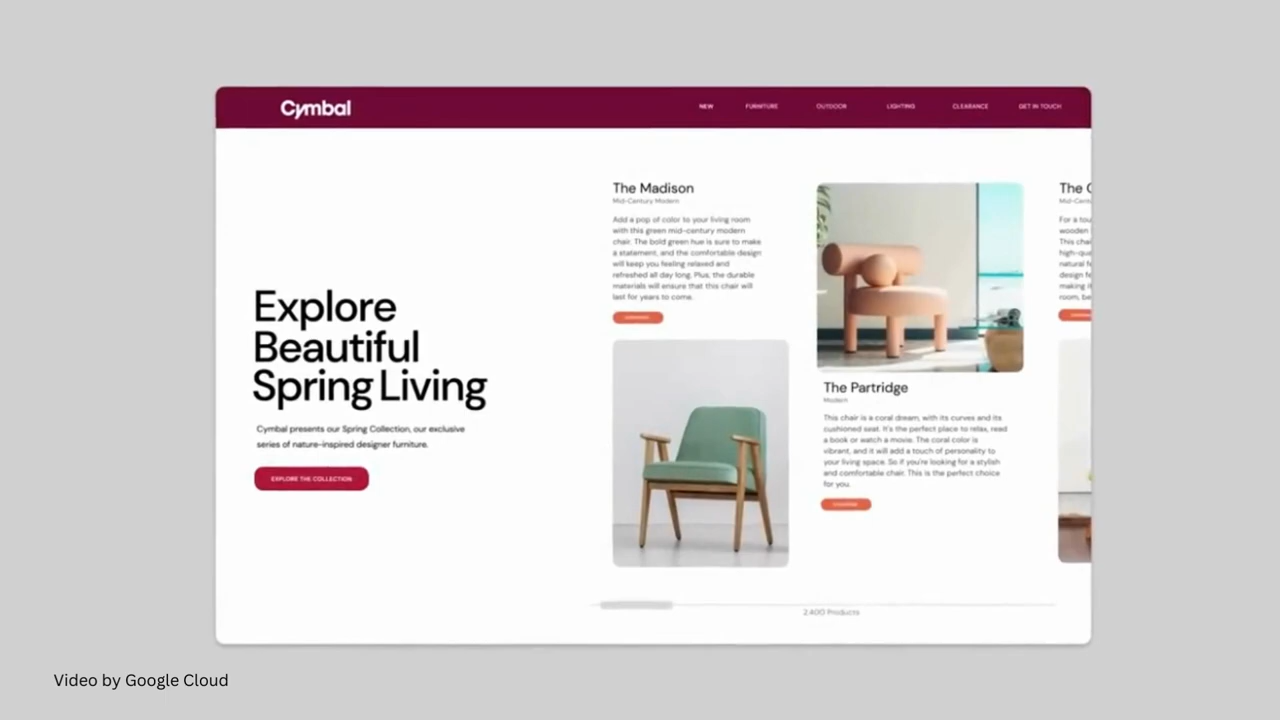 Cymbal
NEW FURNITURE OUTDOOR LIGHTING CLEARANCE GET IN TOUCH
Explore
Beautiful
Spring Living
Cymbal presents our Spring Collection, our exclusive
series of nature-inspired designer furniture.
EXPLORE THE COLLECTION
The Madison
Mid-Century Modern
Add a pop of color to your living room
with this green mid-century modern
chair. The bold green hue is sure to make
a statement, and the comfortable design
will keep you feeling relaxed and
refreshed all day long. Plus, the durable
materials will ensure that this chair will
last for years to come.
The Partridge
Modern
This chair is a coral dream, with its curves and its
cushioned seat. It's the perfect place to relax, read
a book or watch a movie. The coral color is
vibrant, and it will add a touch of personality to
your living space. So if you're looking for a stylish
and comfortable chair. This is the perfect choice
for you.
The
For a
wooden
This
natural
design
making
room,
2,400 Products
Video by Google Cloud